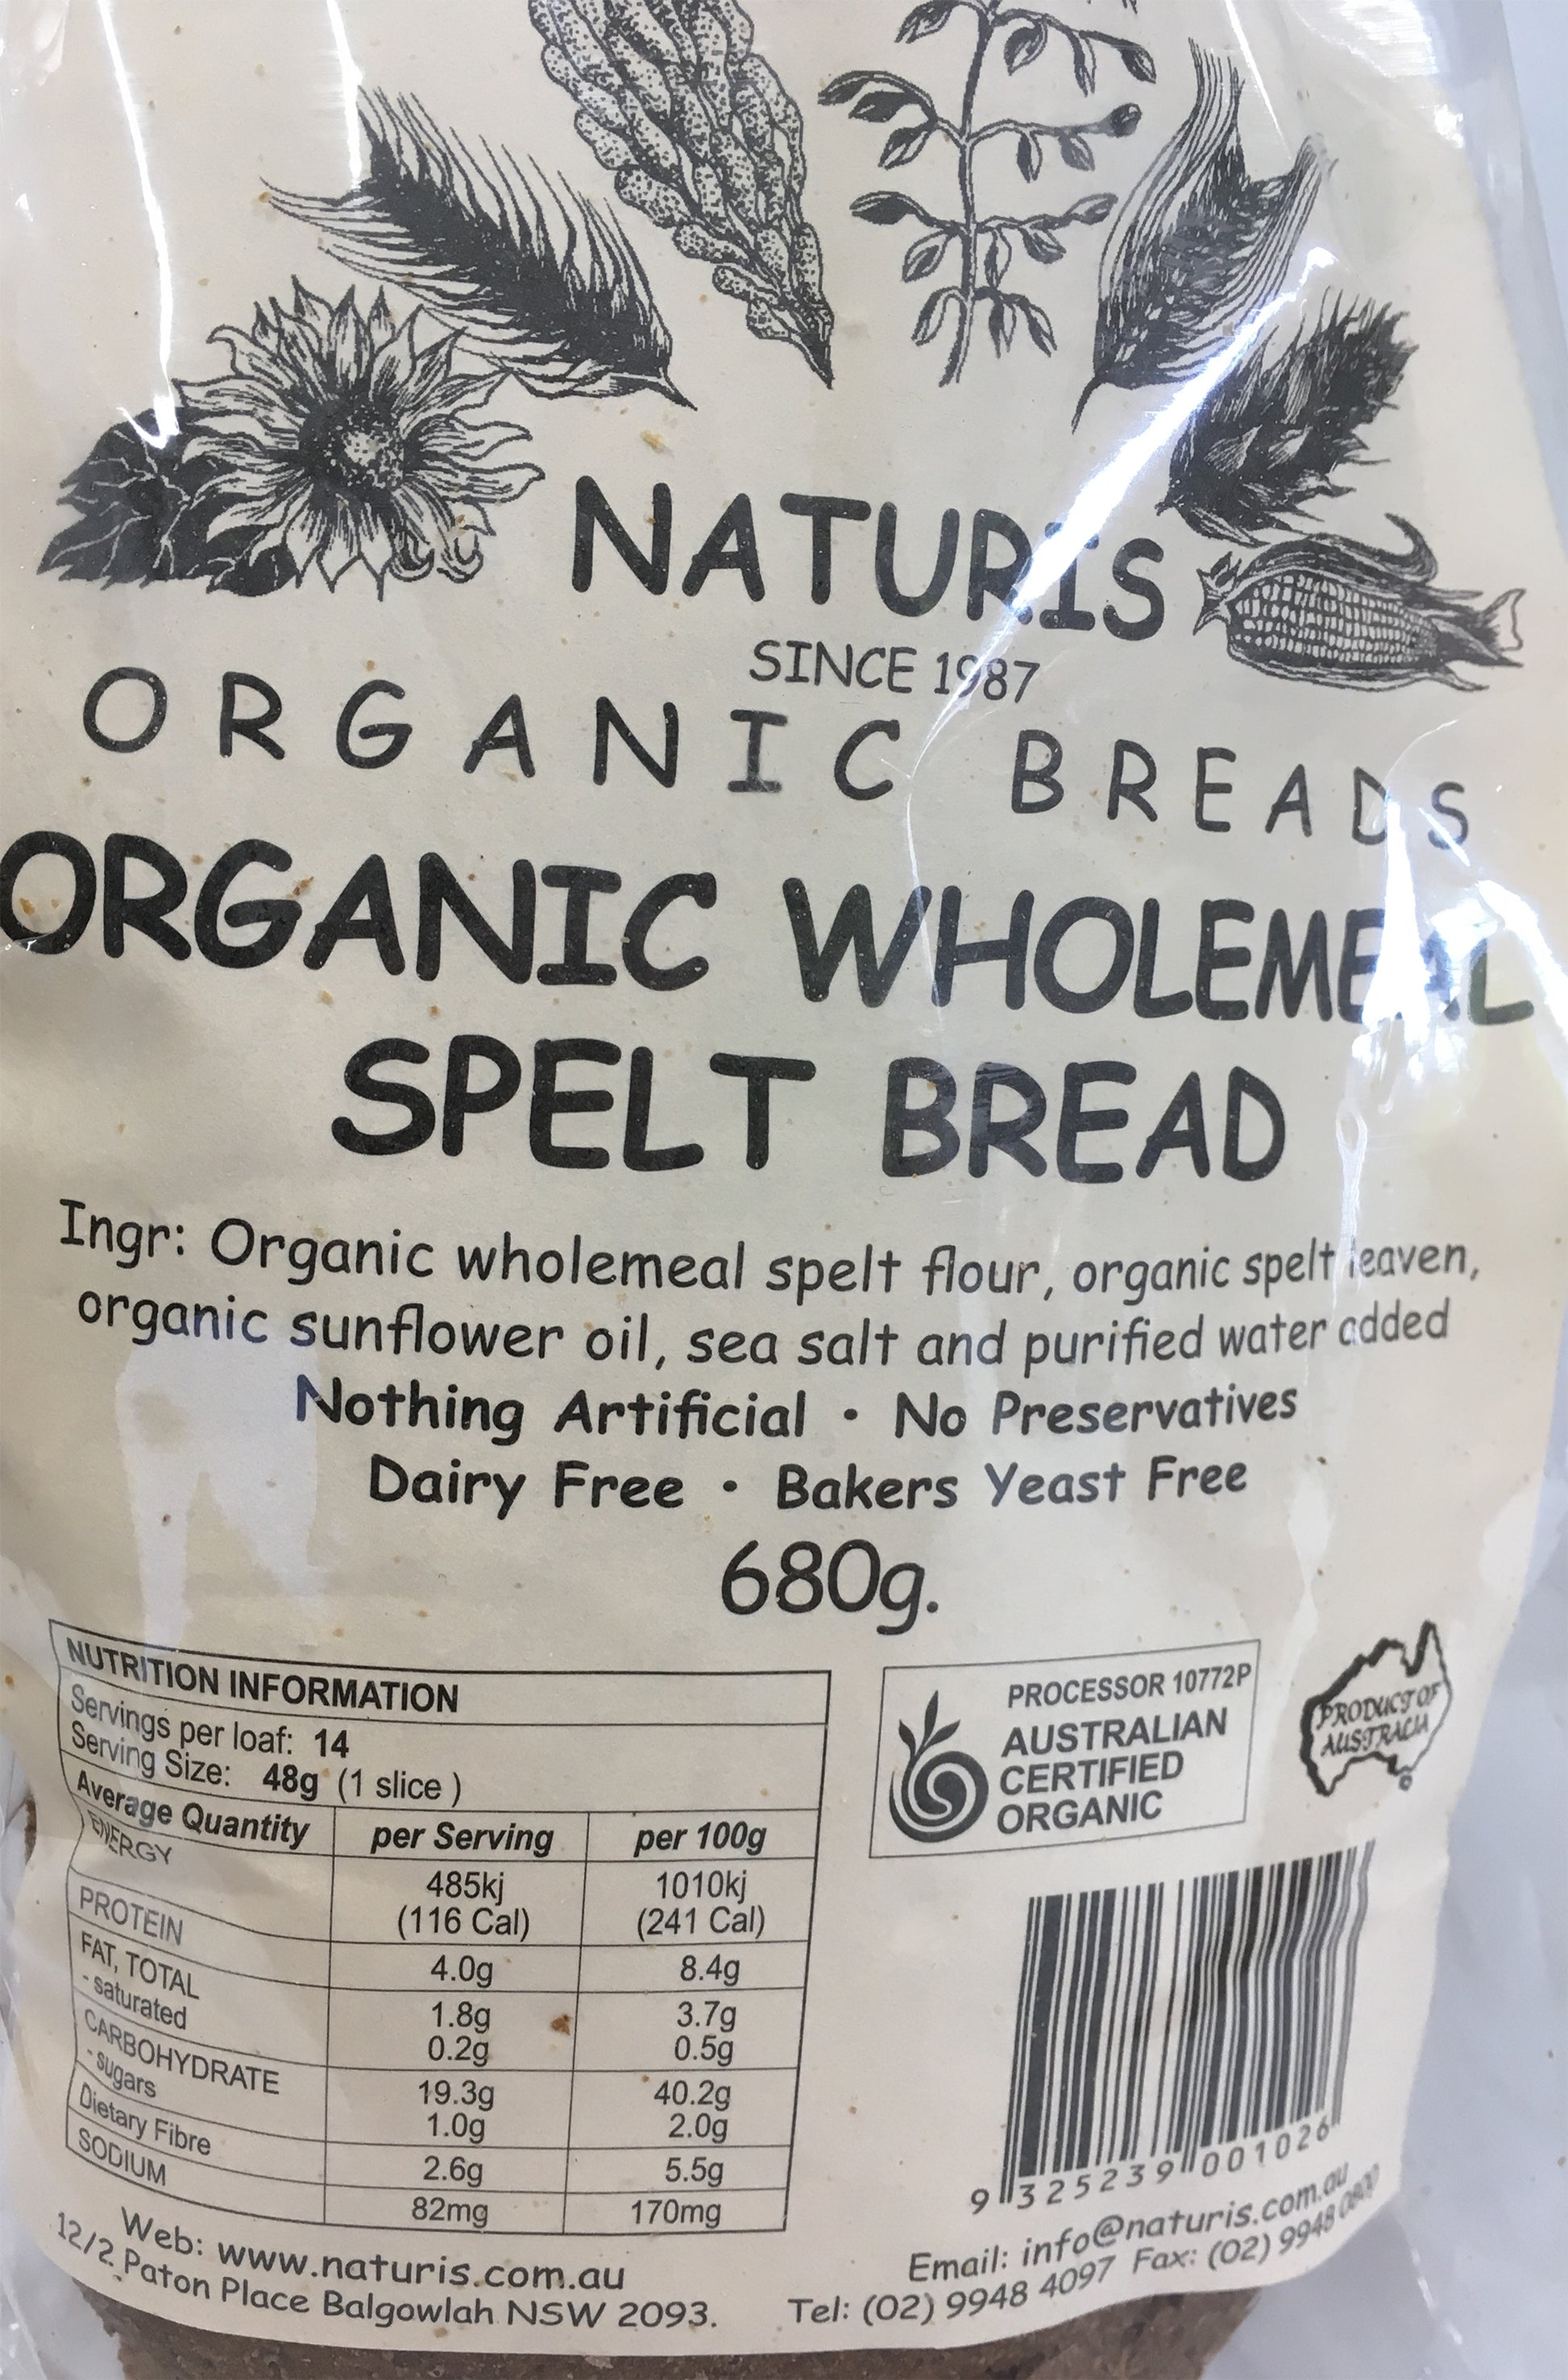 NATURIS
SINCE 1987
ORGANIC BREADS
ORGANIC WHOLEMEAL
SPELT BREAD
Ingr: Organic wholemeal spelt flour, organic spelt leaven,
organic sunflower oil, sea salt and purified water added
Nothing Artificial • No Preservatives
Dairy Free • Bakers Yeast Free
680g.
NUTRITION INFORMATION
Servings per loaf: 14
Serving Size: 48g (1 slice )
Average Quantity per Serving per 100g
ENERGY 485kj 1010kj
(116 Cal) (241 Cal)
PROTEIN 4.0g 8.4g
FAT, TOTAL 1.8g 3.7g
- saturated 0.2g 0.5g
CARBOHYDRATE 19.3g 40.2g
- sugars 1.0g 2.0g
Dietary Fibre 2.6g 5.5g
SODIUM 82mg 170mg
PROCESSOR 10772P
AUSTRALIAN
CERTIFIED
ORGANIC
PRODUCT OF
AUSTRALIA
9 325239 001026
Web: www.naturis.com.au
12/2 Paton Place Balgowlah NSW 2093.
Email: info@naturis.com.au
Tel: (02) 9948 4097 Fax: (02) 9948 0800